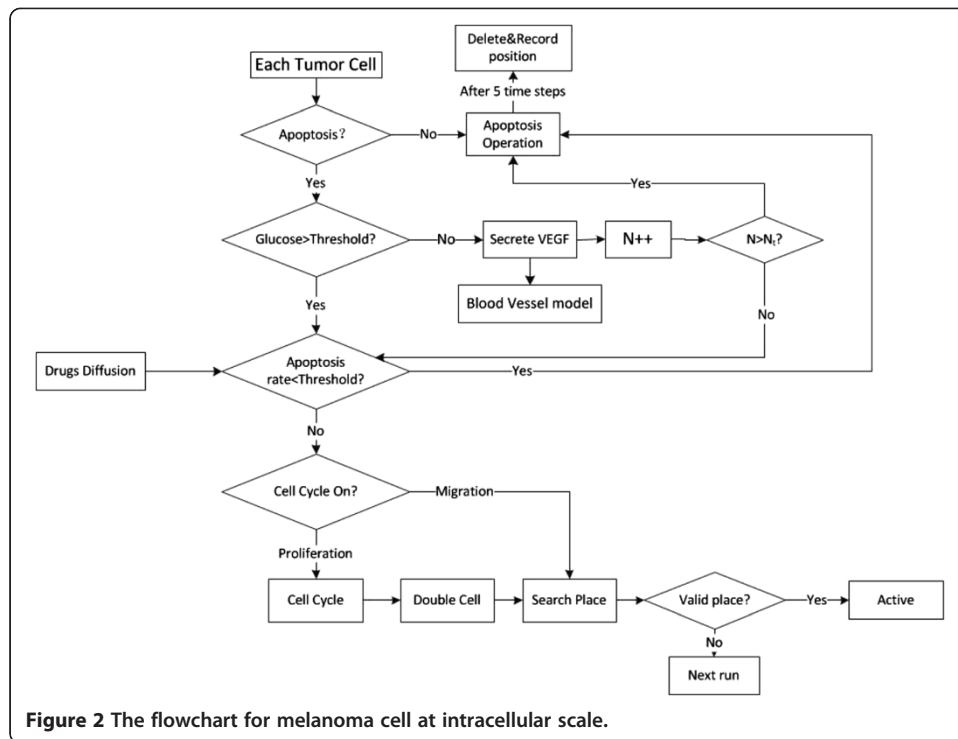 Delete&Record
position
Each Tumor Cell
After 5 time steps
Apoptosis?
No
Apoptosis
Operation
Yes
Yes
Glucose>Threshold?
No
Secrete VEGF
N++
N>Nt?
Blood Vessel model
Yes
No
Drugs Diffusion
Apoptosis
rate<Threshold?
Yes
No
Cell Cycle On?
Migration
Proliferation
Cell Cycle
Double Cell
Search Place
Valid place?
Yes
Active
No
Next run
Figure 2 The flowchart for melanoma cell at intracellular scale.